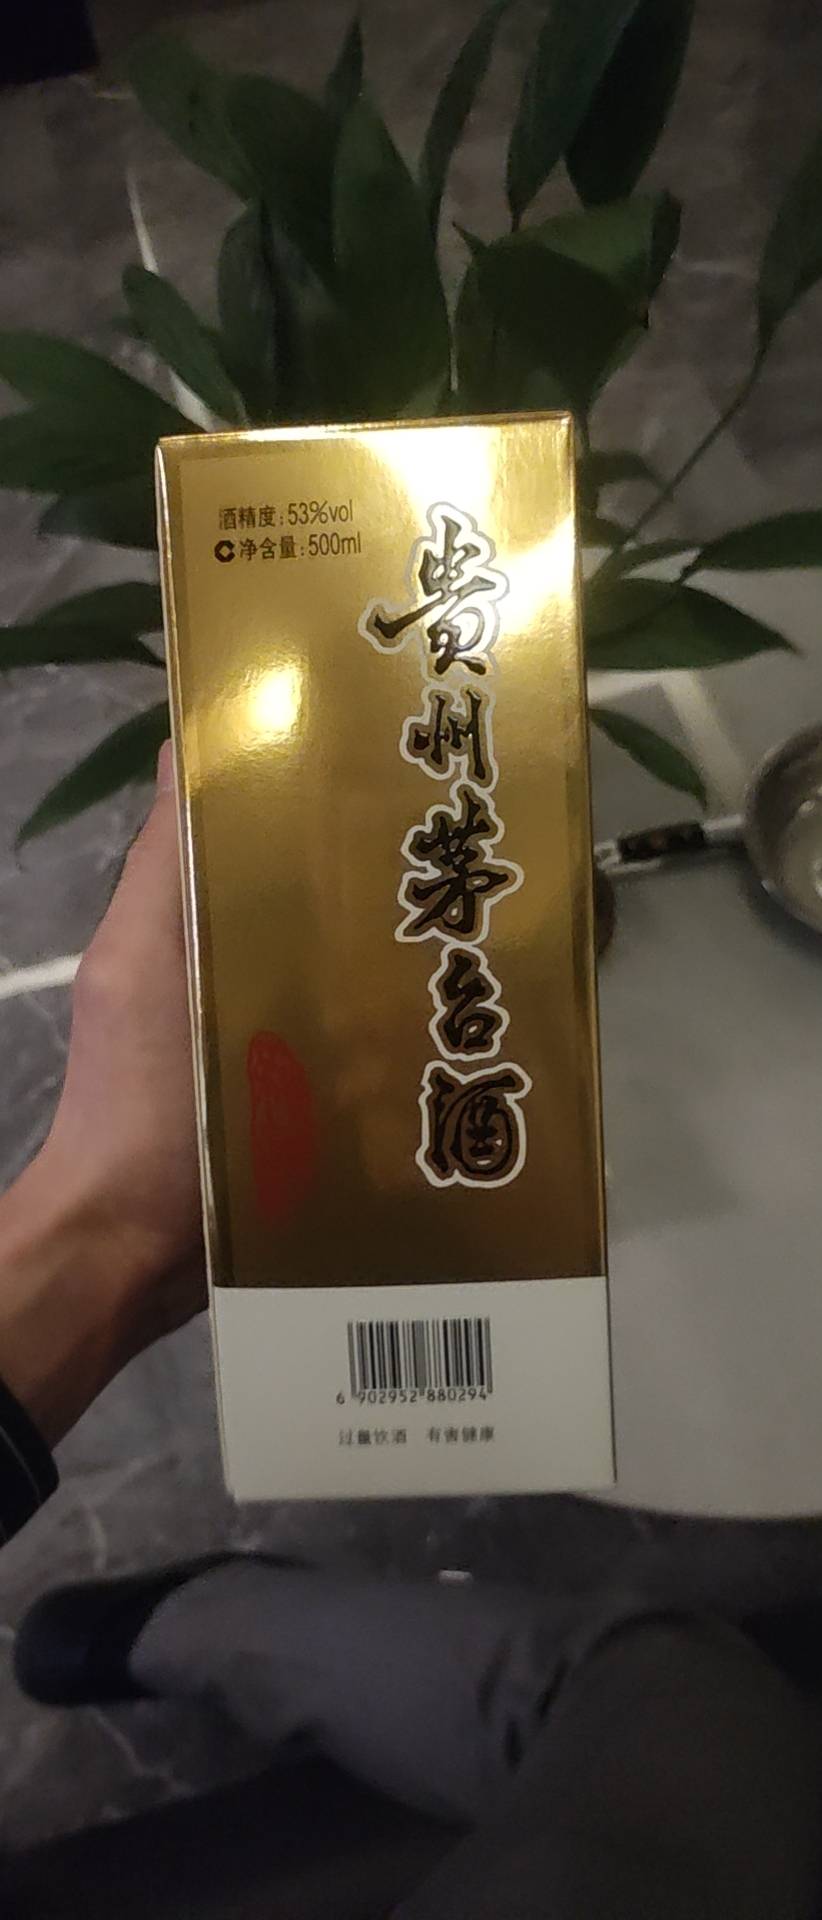 酒精度:53%vol
净含量:500ml
貴州茅台酒
6 902952 880294
过量饮酒 有害健康